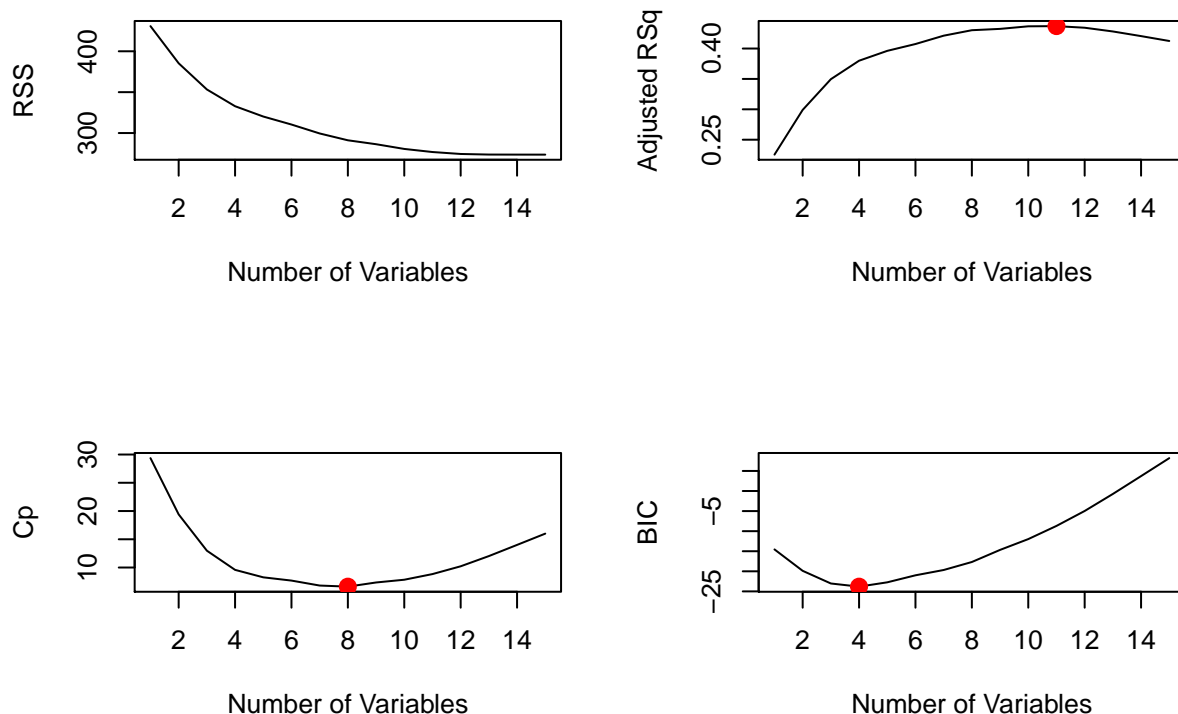 RSS
300
400
2 4 6 8 10 12 14
Number of Variables
Adjusted RSq
0.25
0.40
2 4 6 8 10 12 14
Number of Variables
Cp
10
20
30
2 4 6 8 10 12 14
Number of Variables
BIC
−25
−5
2 4 6 8 10 12 14
Number of Variables